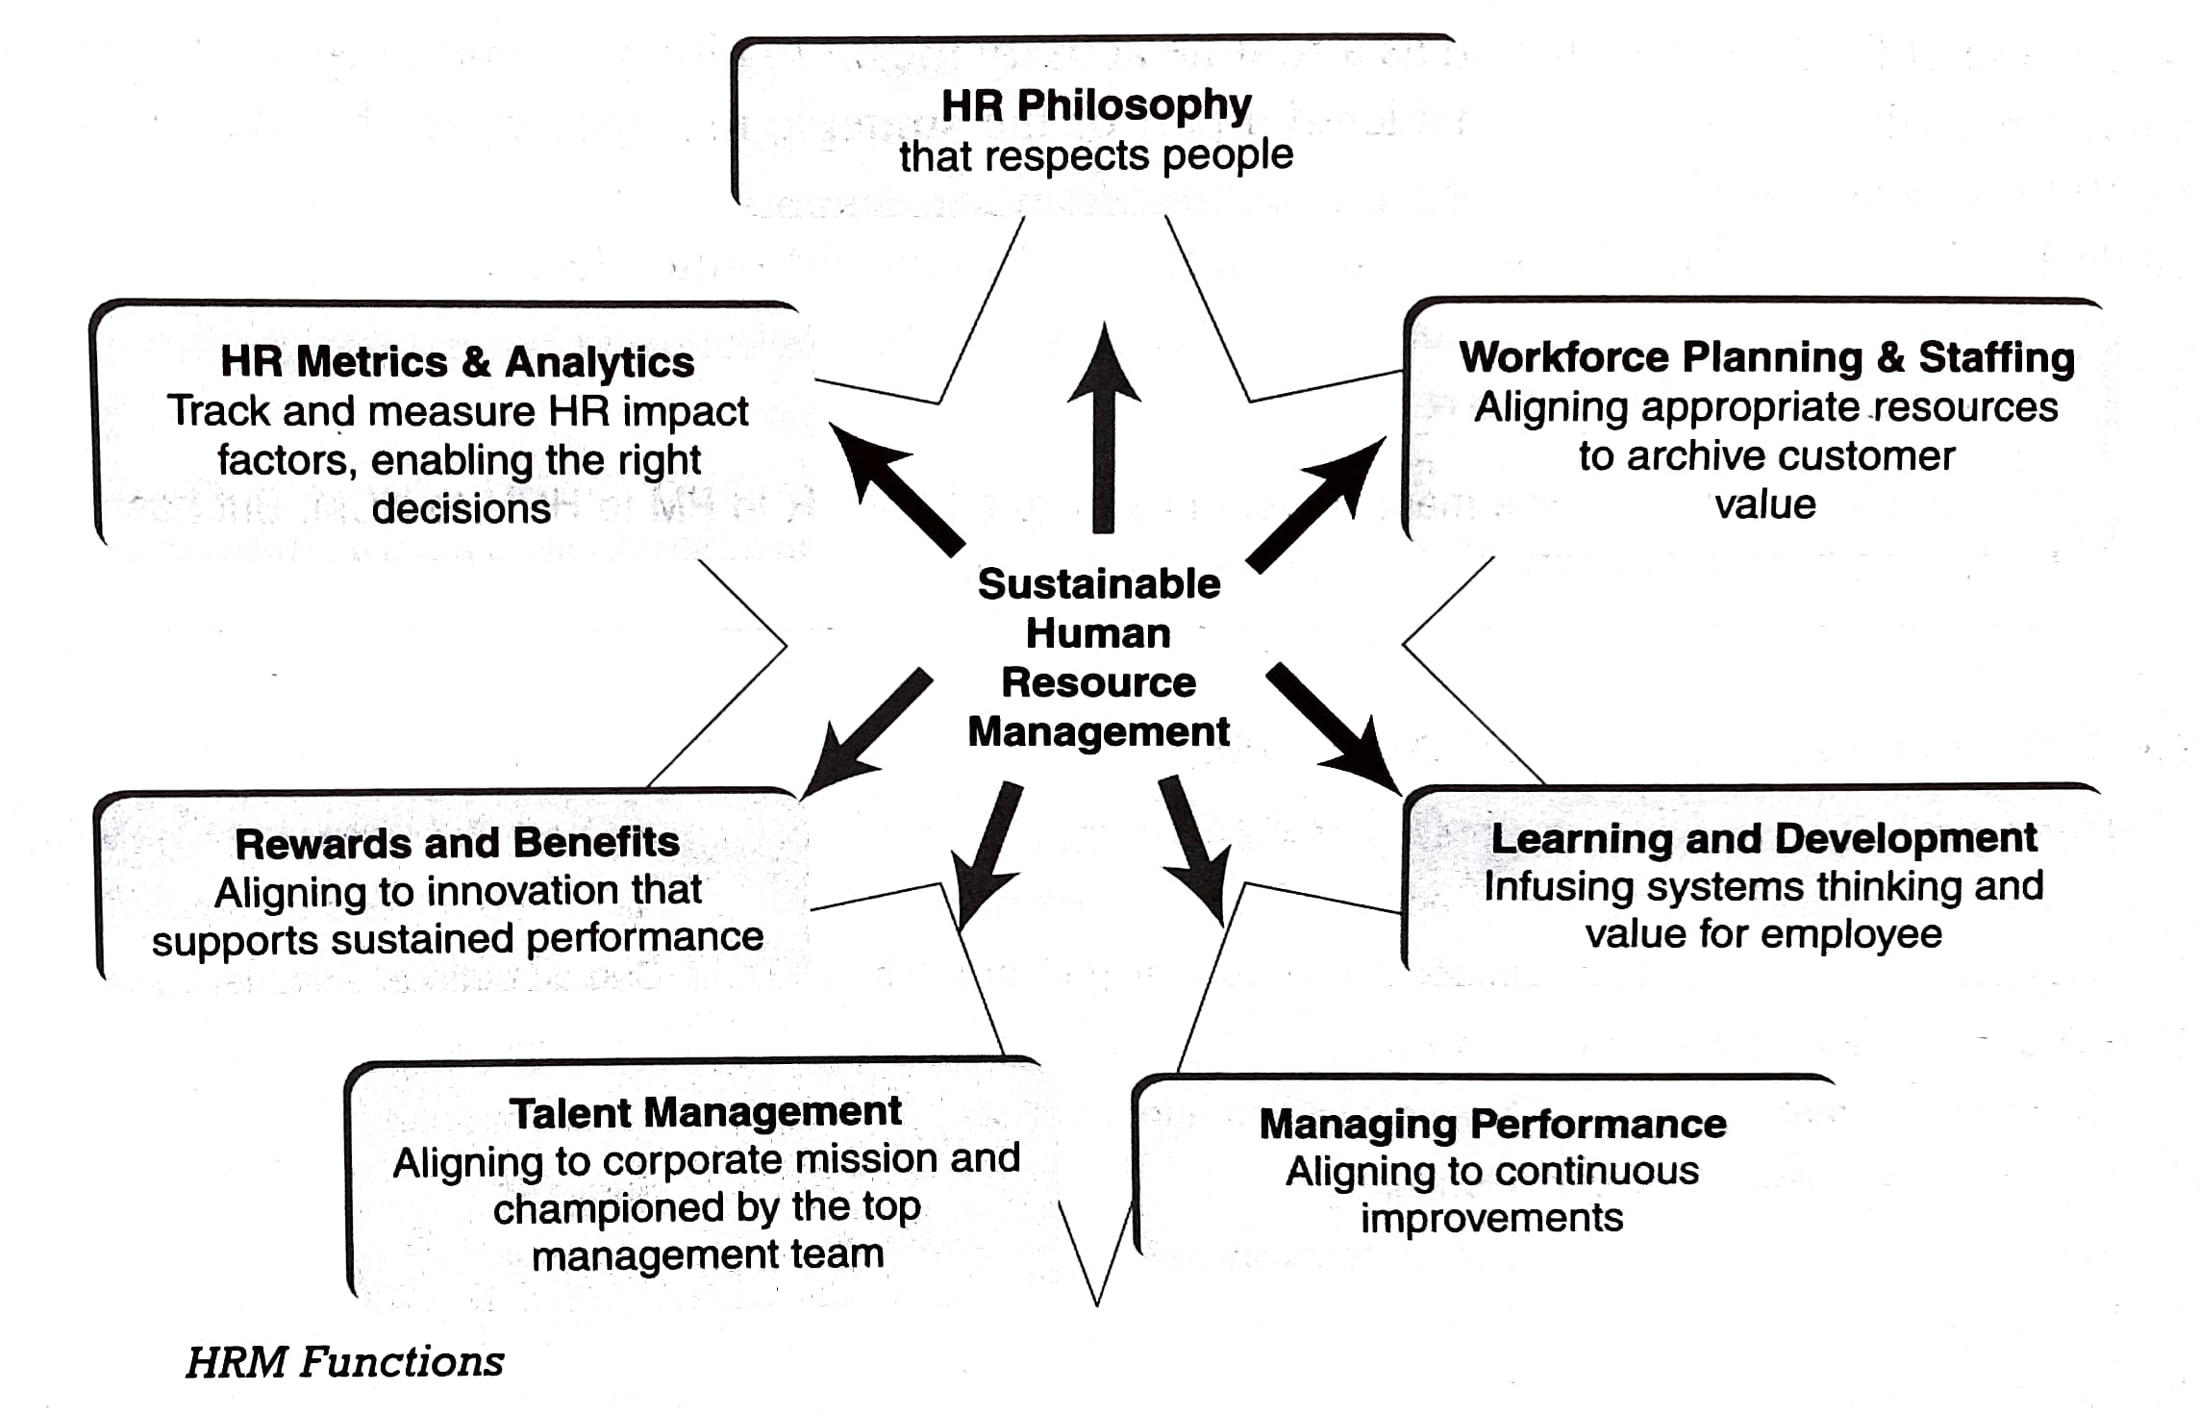 HR Philosophy
that respects people
HR Metrics & Analytics
Track and measure HR impact
factors, enabling the right
decisions
Workforce Planning & Staffing
Aligning appropriate resources
to archive customer
value
Sustainable
Human
Resource
Management
Rewards and Benefits
Aligning to innovation that
supports sustained performance
Learning and Development
Infusing systems thinking and
value for employee
Talent Management
Aligning to corporate mission and
championed by the top
management team
Managing Performance
Aligning to continuous
improvements
HRM Functions